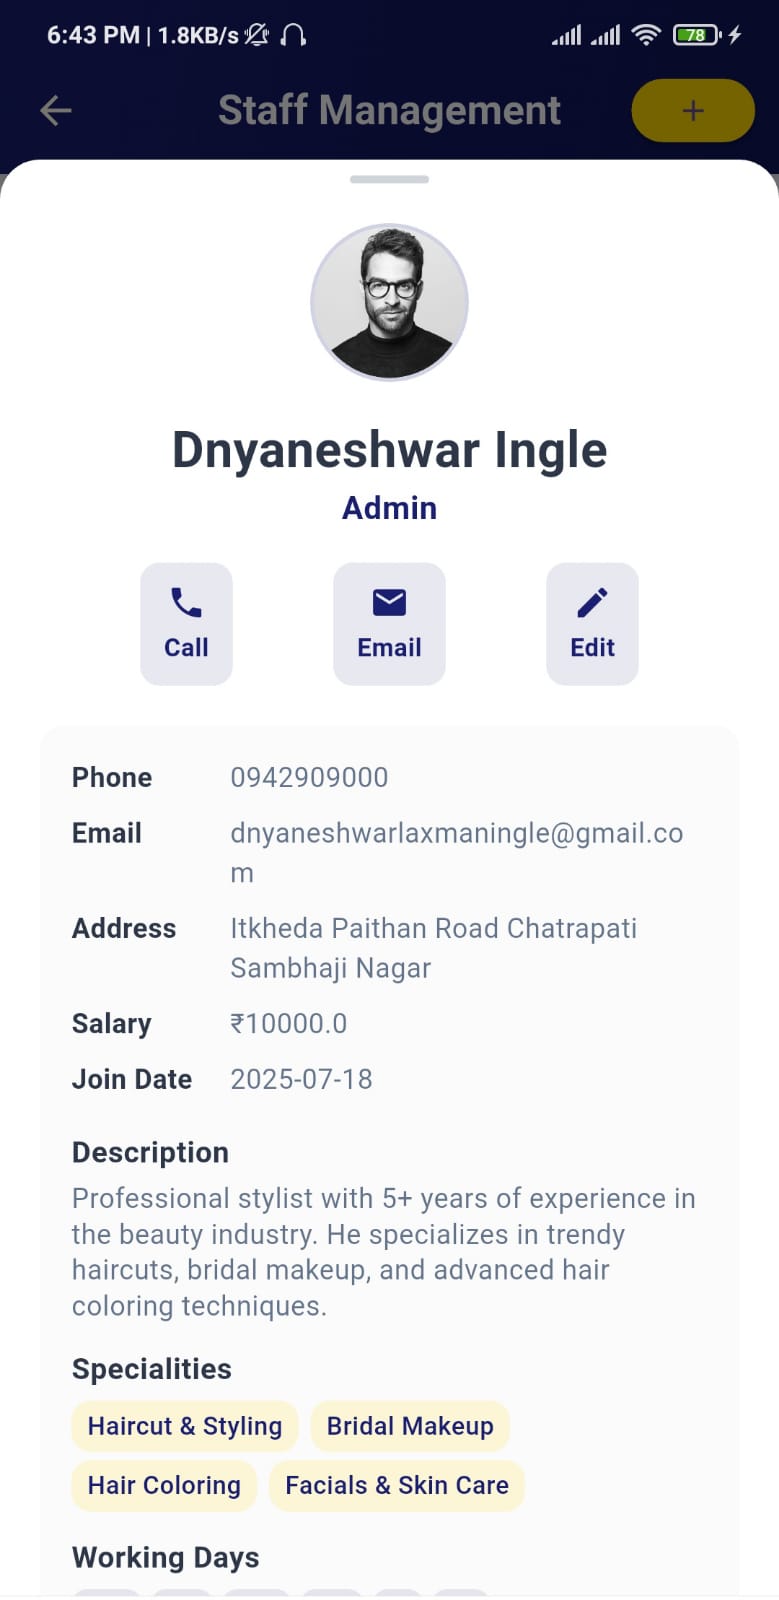 6:43 PM | 1.8KB/s 78
Staff Management +
Dnyaneshwar Ingle
Admin
Call Email Edit
Phone 0942909000
Email dnyaneshwarlaxmaningle@gmail.co
m
Address Itkheda Paithan Road Chatrapati
Sambhaji Nagar
Salary ₹10000.0
Join Date 2025-07-18
Description
Professional stylist with 5+ years of experience in
the beauty industry. He specializes in trendy
haircuts, bridal makeup, and advanced hair
coloring techniques.
Specialities
Haircut & Styling Bridal Makeup
Hair Coloring Facials & Skin Care
Working Days